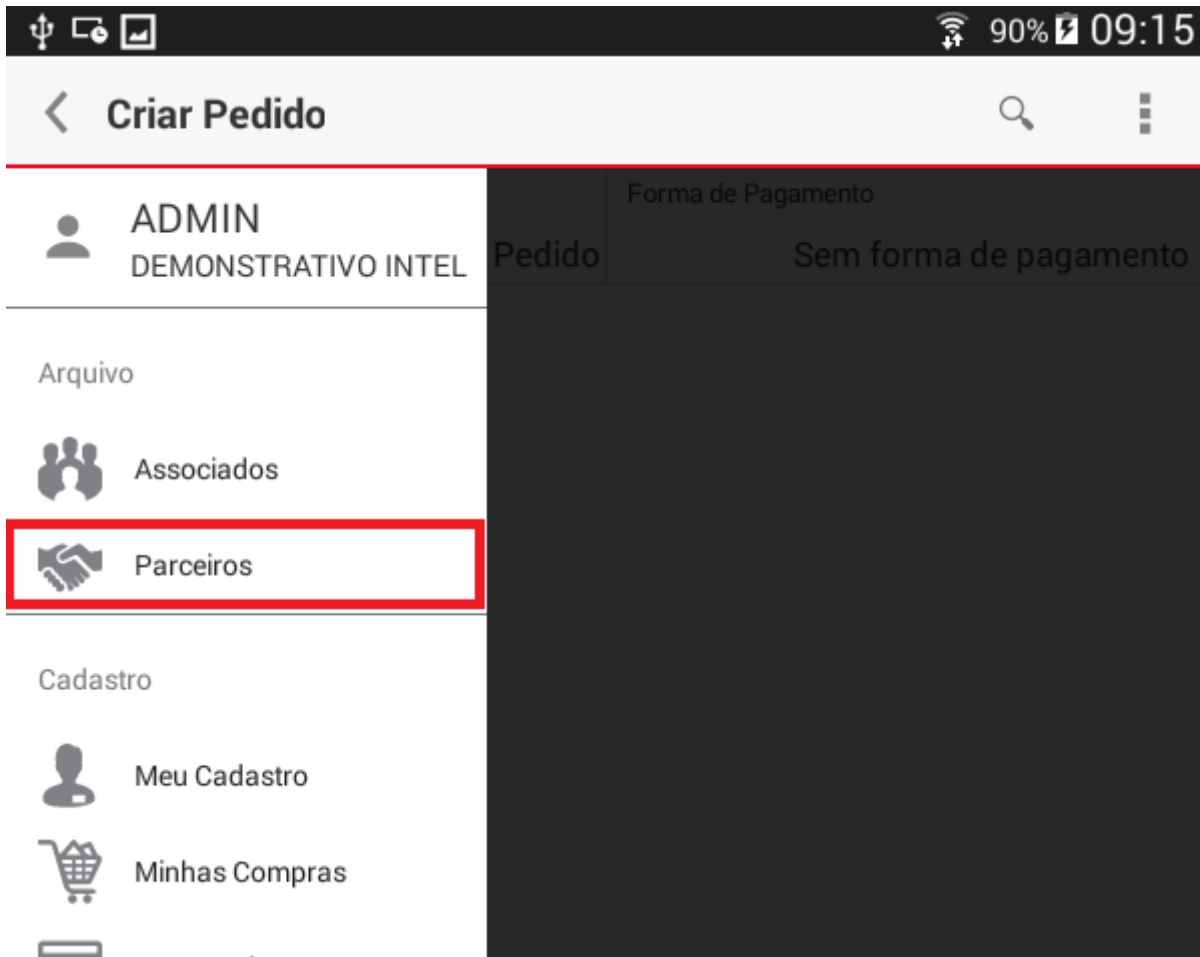 90% 09:15
Criar Pedido
ADMIN
DEMONSTRATIVO INTEL
Forma de Pagamento
Pedido
Sem forma de pagamento
Arquivo
Associados
Parceiros
Cadastro
Meu Cadastro
Minhas Compras